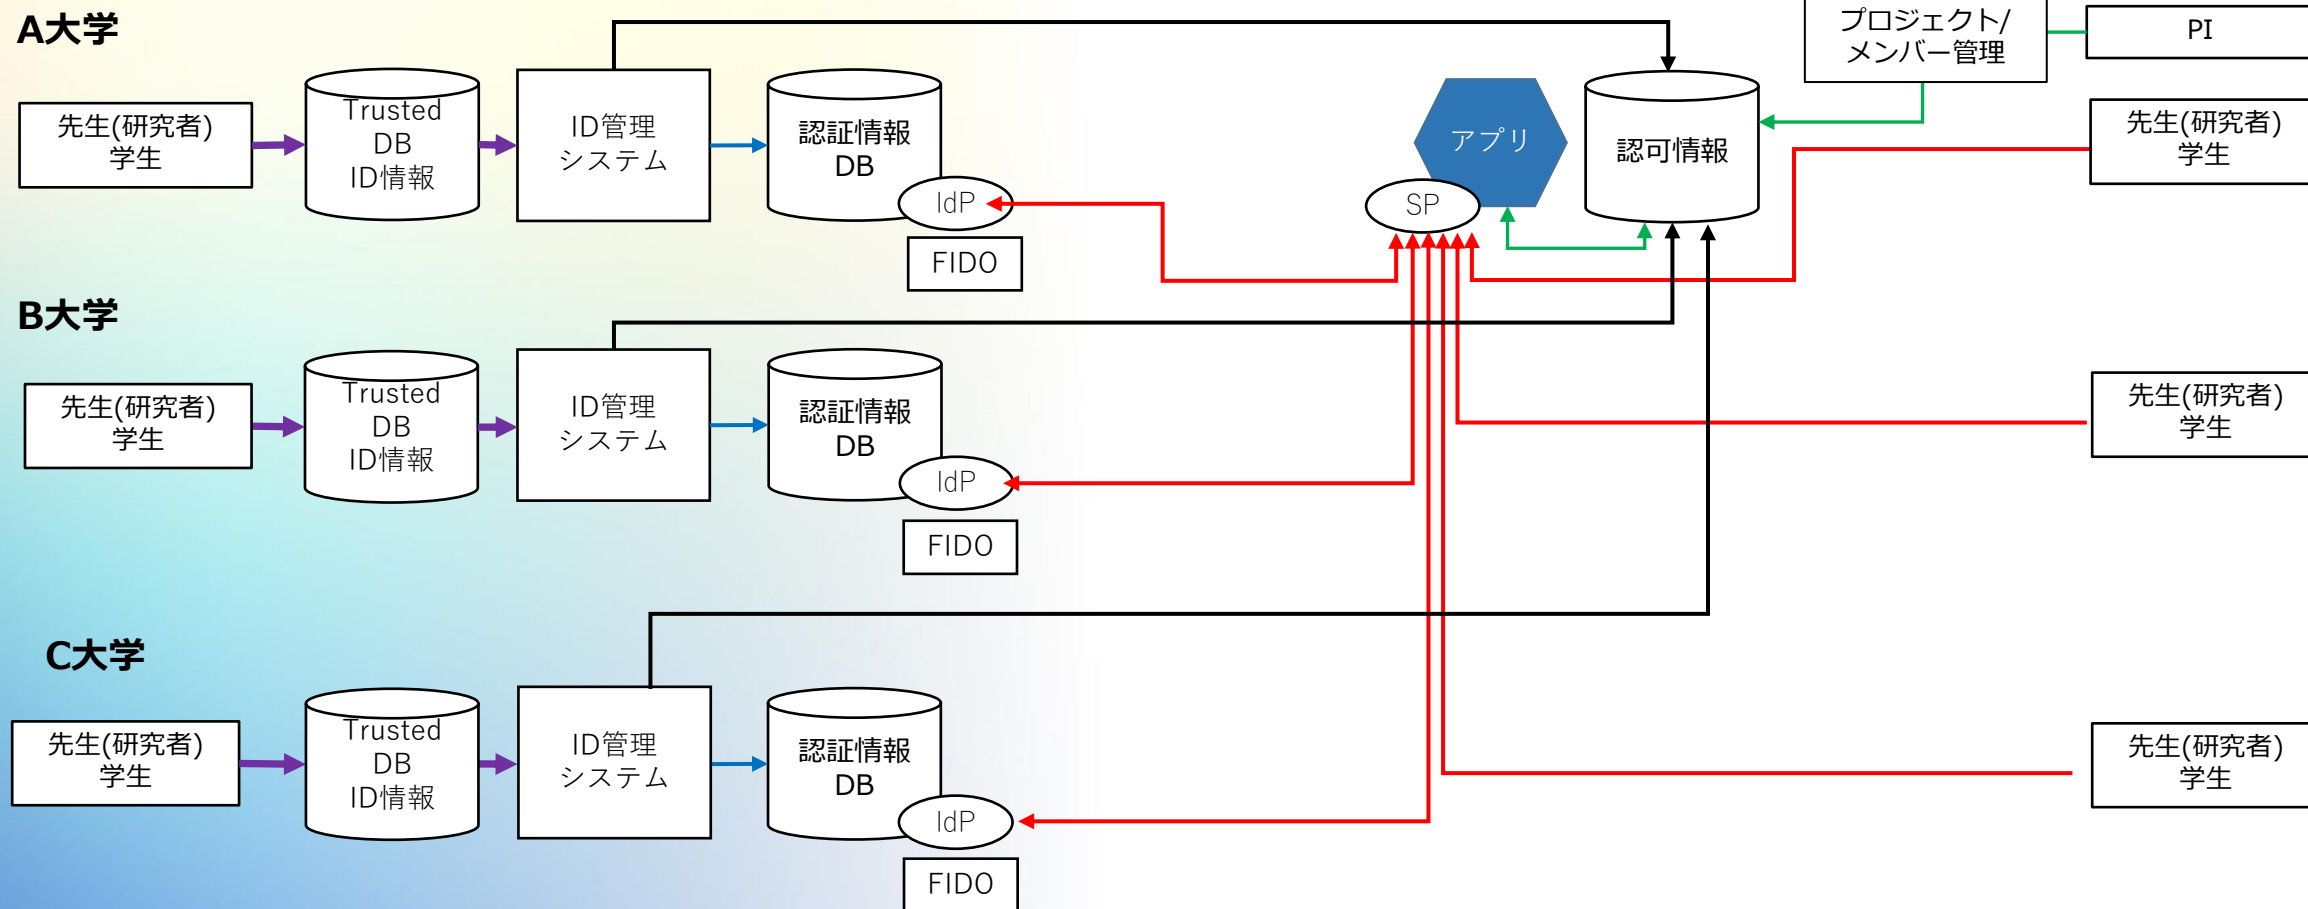 A大学
先生(研究者)
学生
Trusted
DB
ID情報
ID管理
システム
認証情報
DB
IdP
FIDO
アプリ
SP
認可情報
プロジェクト/
メンバー管理
PI
先生(研究者)
学生
B大学
先生(研究者)
学生
Trusted
DB
ID情報
ID管理
システム
認証情報
DB
IdP
FIDO
先生(研究者)
学生
C大学
先生(研究者)
学生
Trusted
DB
ID情報
ID管理
システム
認証情報
DB
IdP
FIDO
先生(研究者)
学生